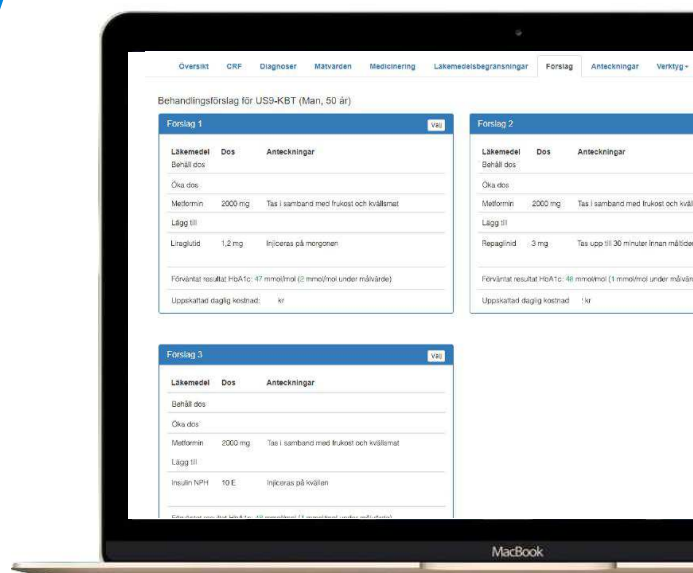 Översikt CRF Diagnoser Mätvärden Medicinering Läkemedelsbegränsningar Förslag Anteckningar Verktyg
Behandlingsförslag för US9-KBT (Man, 50 år)
Förslag 1 Välj
Läkemedel Dos Anteckningar
Behåll dos
Öka dos
Metformin 2000 mg Tas i samband med frukost och kvällsmat
Lägg till
Liraglutid 1,2 mg Injiceras på morgonen
Förväntat resultat HbA1c: 47 mmol/mol (2 mmol/mol under målvärde)
Uppskattad daglig kostnad: kr
Förslag 2
Läkemedel Dos Anteckningar
Behåll dos
Öka dos
Metformin 2000 mg Tas i samband med frukost och kväl
Lägg till
Repaglinid 3 mg Tas upp till 30 minuter innan måltider
Förväntat resultat HbA1c: 48 mmol/mol (1 mmol/mol under målvär
Uppskattad daglig kostnad kr
Förslag 3 Välj
Läkemedel Dos Anteckningar
Behåll dos
Öka dos
Metformin 2000 mg Tas i samband med frukost och kvällsmat
Lägg till
Insulin NPH 10 E Injiceras på kvällen
MacBook